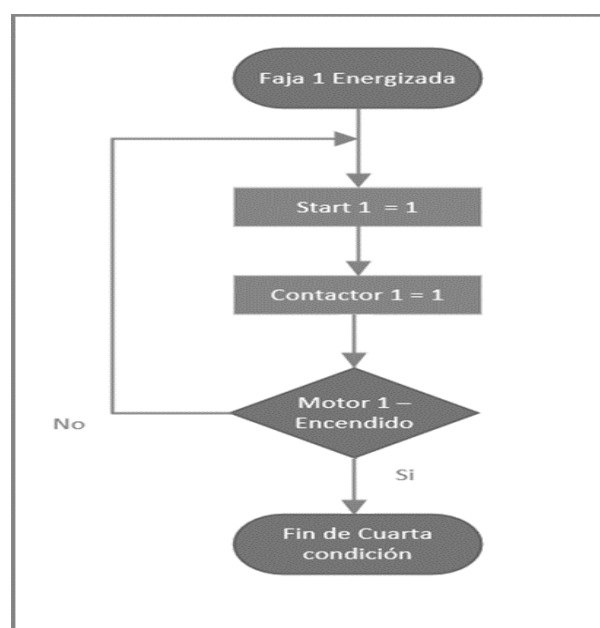 Faja 1 Energizada
Start 1 = 1
Contactor 1 = 1
Motor 1 –
Encendido
No
Si
Fin de Cuarta
condición